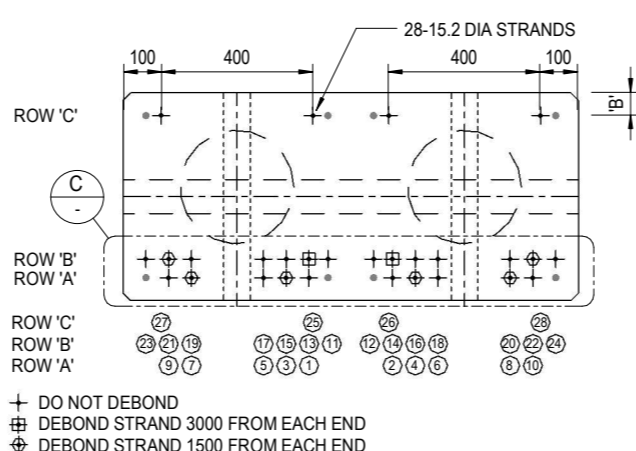 28-15.2 DIA STRANDS
100 400 400 100
'B'
ROW 'C'
C
-
ROW 'B'
ROW 'A'
ROW 'C' 27 25 26 28
ROW 'B' 23 21 19 17 15 13 11 12 14 16 18 20 22 24
ROW 'A' 9 7 5 3 1 2 4 6 8 10
DO NOT DEBOND
DEBOND STRAND 3000 FROM EACH END
DEBOND STRAND 1500 FROM EACH END